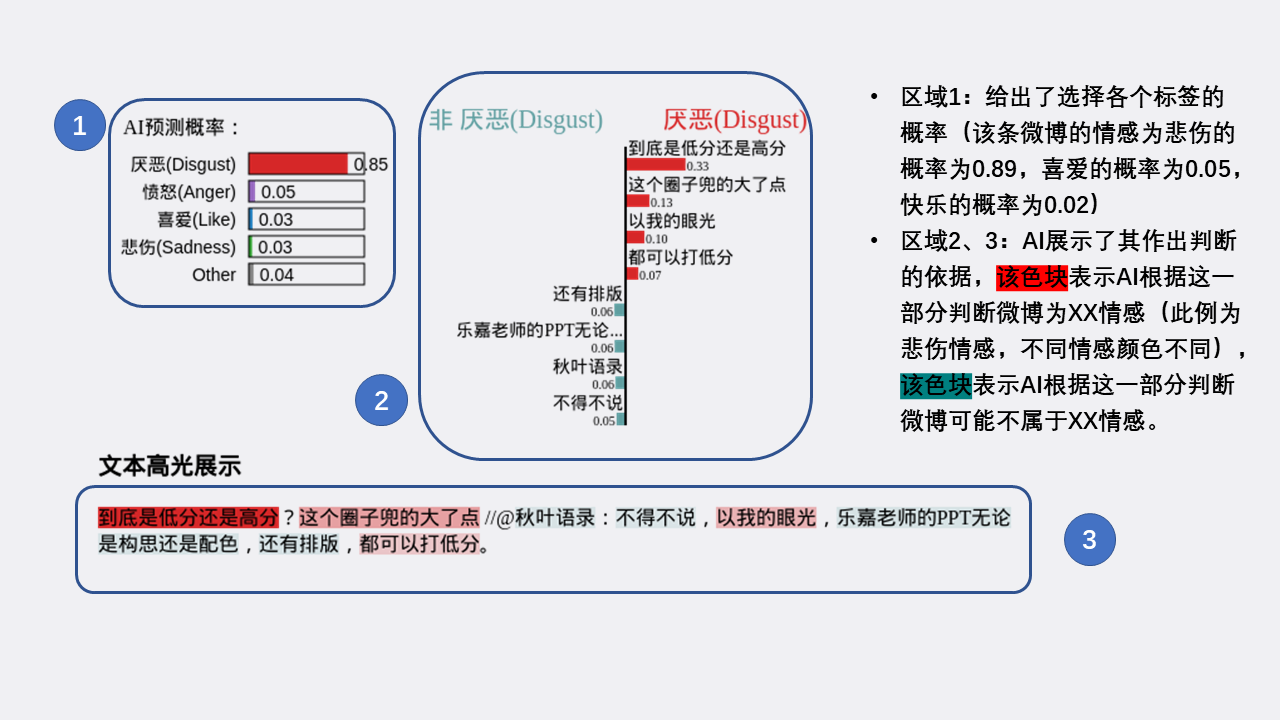 1
AI预测概率：
厌恶(Disgust) 0.85
愤怒(Anger) 0.05
喜爱(Like) 0.03
悲伤(Sadness) 0.03
Other 0.04
2
非 厌恶(Disgust) 厌恶(Disgust)
到底是低分还是高分
0.33
这个圈子兜的大了点
0.13
以我的眼光
0.10
都可以打低分
0.07
还有排版
0.06
乐嘉老师的PPT无论...
0.06
秋叶语录
0.06
不得不说
0.05
• 区域1：给出了选择各个标签的
概率（该条微博的情感为悲伤的
概率为0.89，喜爱的概率为0.05，
快乐的概率为0.02）
• 区域2、3：AI展示了其作出判断
的依据，该色块表示AI根据这一
部分判断微博为XX情感（此例为
悲伤情感，不同情感颜色不同），
该色块表示AI根据这一部分判断
微博可能不属于XX情感。
文本高光展示
到底是低分还是高分？这个圈子兜的大了点 //@秋叶语录：不得不说，以我的眼光，乐嘉老师的PPT无论
是构思还是配色，还有排版，都可以打低分。
3